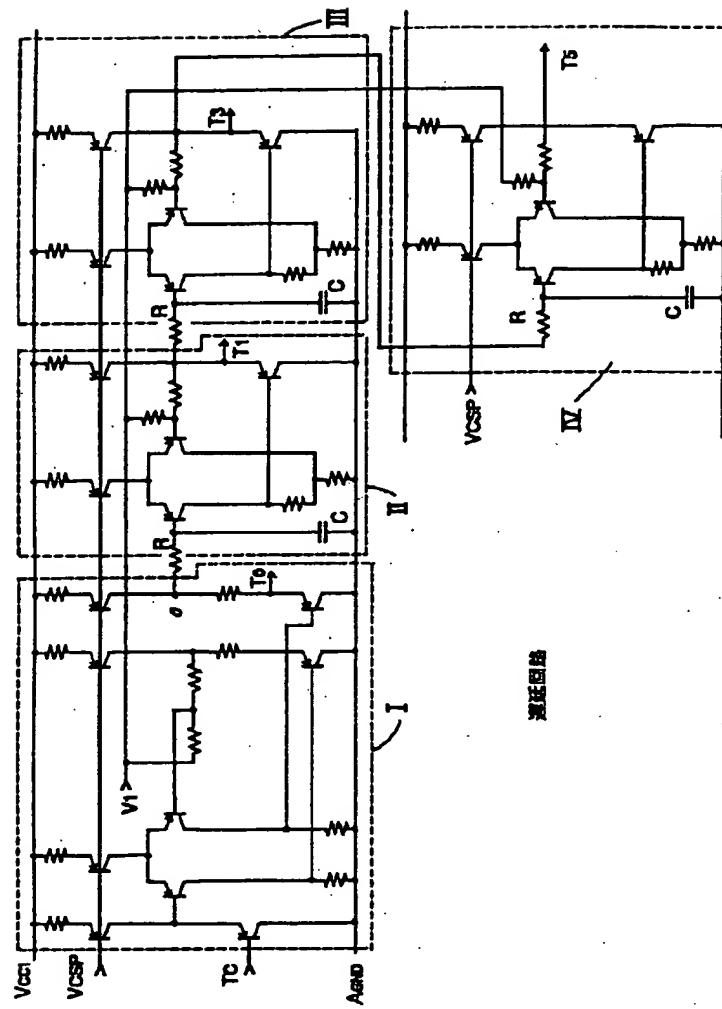 VCC1
VCSP
TC
AGND
V1
I
T0
R
C
II
T1
R
C
III
T3
VCSP
R
C
IV
T5
遅延回路